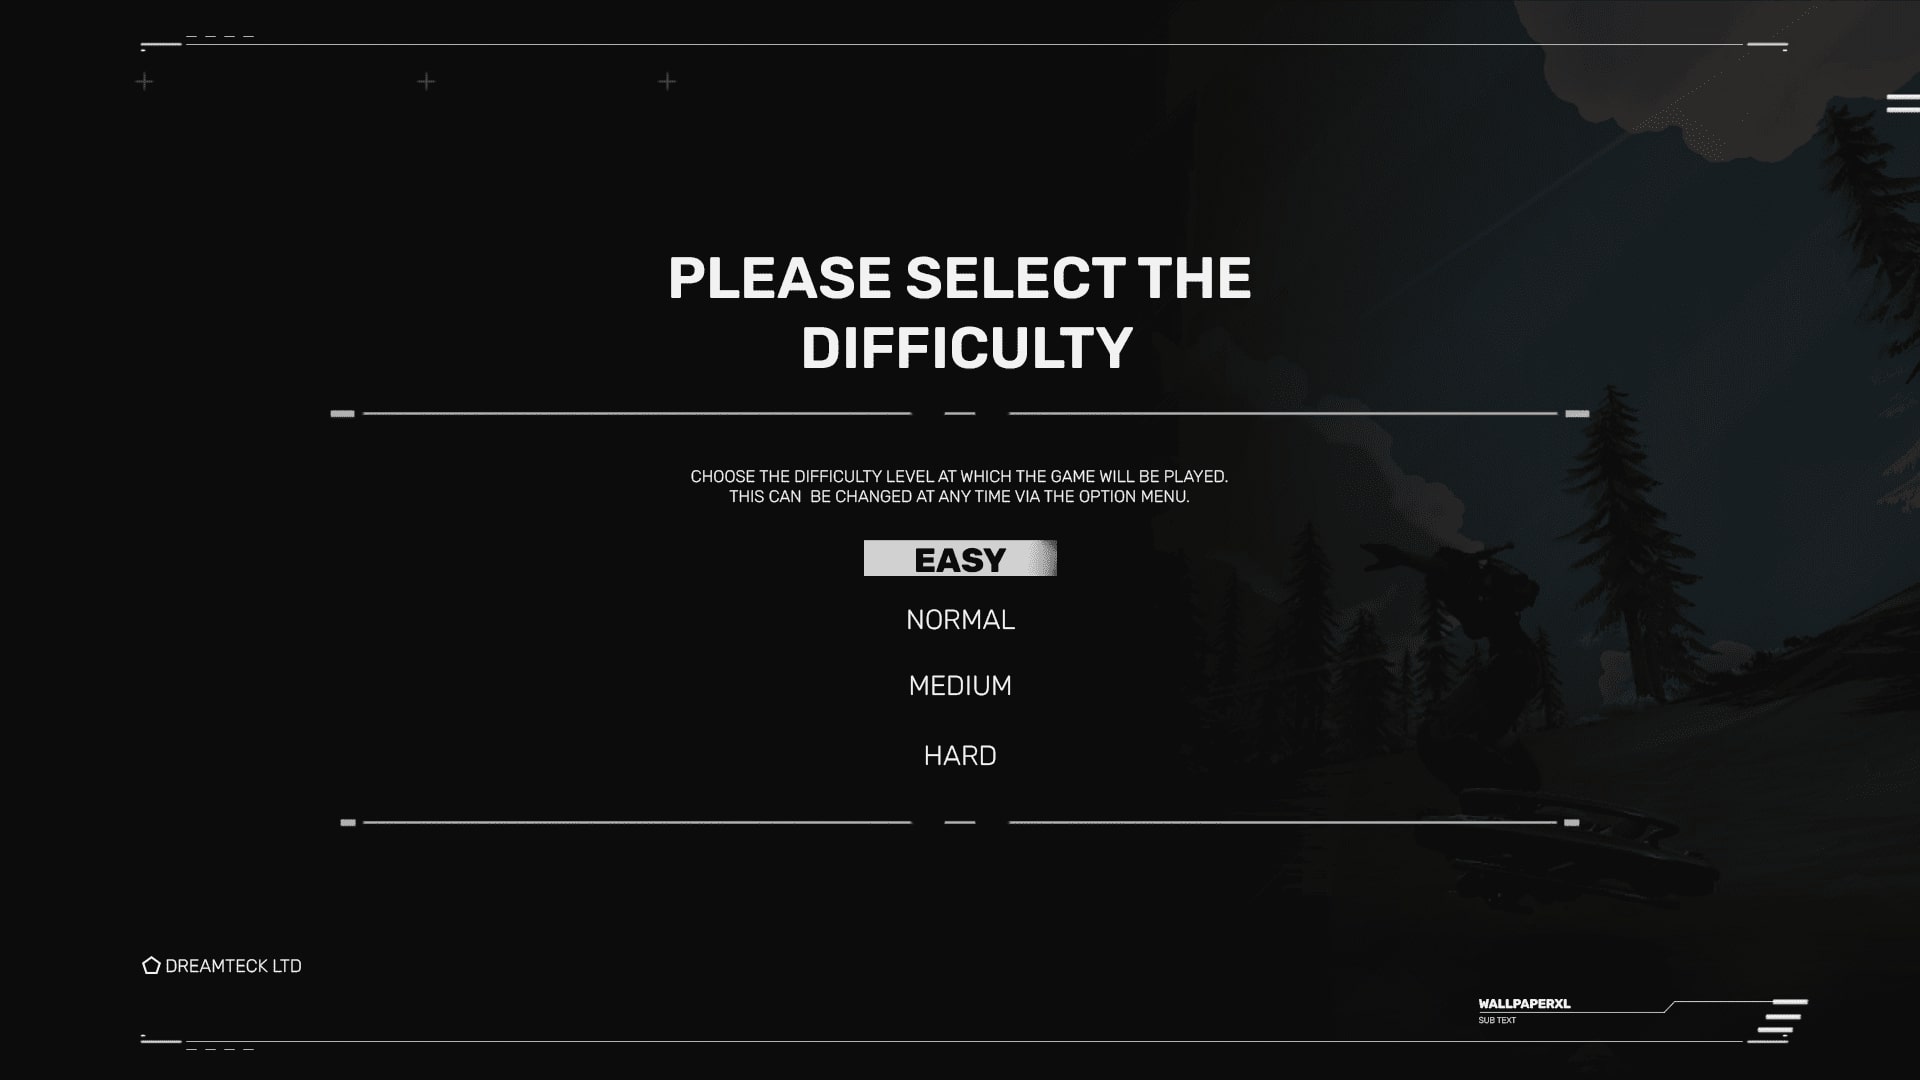 PLEASE SELECT THE
DIFFICULTY
CHOOSE THE DIFFICULTY LEVEL AT WHICH THE GAME WILL BE PLAYED.
THIS CAN  BE CHANGED AT ANY TIME VIA THE OPTION MENU.
EASY
NORMAL
MEDIUM
HARD
DREAMTECK LTD
WALLPAPERXL
SUB TEXT